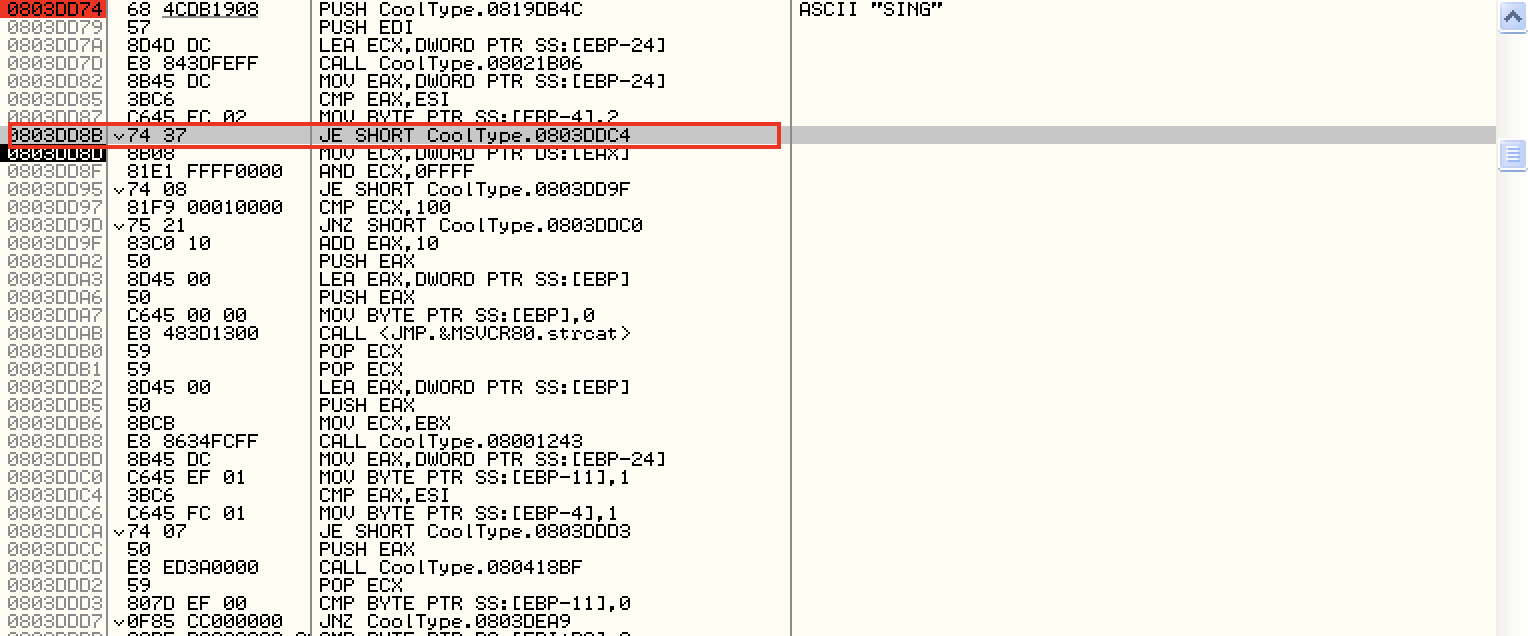 0803DD74 68 4CDB1908 PUSH CoolType.0819DB4C ASCII "SING"
0803DD79 57 PUSH EDI
0803DD7A 8D4D DC LEA ECX,DWORD PTR SS:[EBP-24]
0803DD7D E8 843DFEFF CALL CoolType.08021B06
0803DD82 8B45 DC MOV EAX,DWORD PTR SS:[EBP-24]
0803DD85 3BC6 CMP EAX,ESI
0803DD87 C645 FC 02 MOV BYTE PTR SS:[EBP-4],2
0803DD8B 74 37 JE SHORT CoolType.0803DDC4
0803DD8D 8B08 MOV ECX,DWORD PTR DS:[EAX]
0803DD8F 81E1 FFFF0000 AND ECX,0FFFF
0803DD95 74 08 JE SHORT CoolType.0803DD9F
0803DD97 81F9 00010000 CMP ECX,100
0803DD9D 75 21 JNZ SHORT CoolType.0803DDC0
0803DD9F 83C0 10 ADD EAX,10
0803DDA2 50 PUSH EAX
0803DDA3 8D45 00 LEA EAX,DWORD PTR SS:[EBP]
0803DDA6 50 PUSH EAX
0803DDA7 C645 00 00 MOV BYTE PTR SS:[EBP],0
0803DDAB E8 483D1300 CALL <JMP.&MSVCR80.strcat>
0803DDB0 59 POP ECX
0803DDB1 59 POP ECX
0803DDB2 8D45 00 LEA EAX,DWORD PTR SS:[EBP]
0803DDB5 50 PUSH EAX
0803DDB6 8BCB MOV ECX,EBX
0803DDB8 E8 8634FCFF CALL CoolType.08001243
0803DDBD 8B45 DC MOV EAX,DWORD PTR SS:[EBP-24]
0803DDC0 C645 EF 01 MOV BYTE PTR SS:[EBP-11],1
0803DDC4 3BC6 CMP EAX,ESI
0803DDC6 C645 FC 01 MOV BYTE PTR SS:[EBP-4],1
0803DDCA 74 07 JE SHORT CoolType.0803DDD3
0803DDCC 50 PUSH EAX
0803DDCD E8 ED3A0000 CALL CoolType.080418BF
0803DDD2 59 POP ECX
0803DDD3 807D EF 00 CMP BYTE PTR SS:[EBP-11],0
0803DDD7 0F85 CC000000 JNZ CoolType.0803DEA9